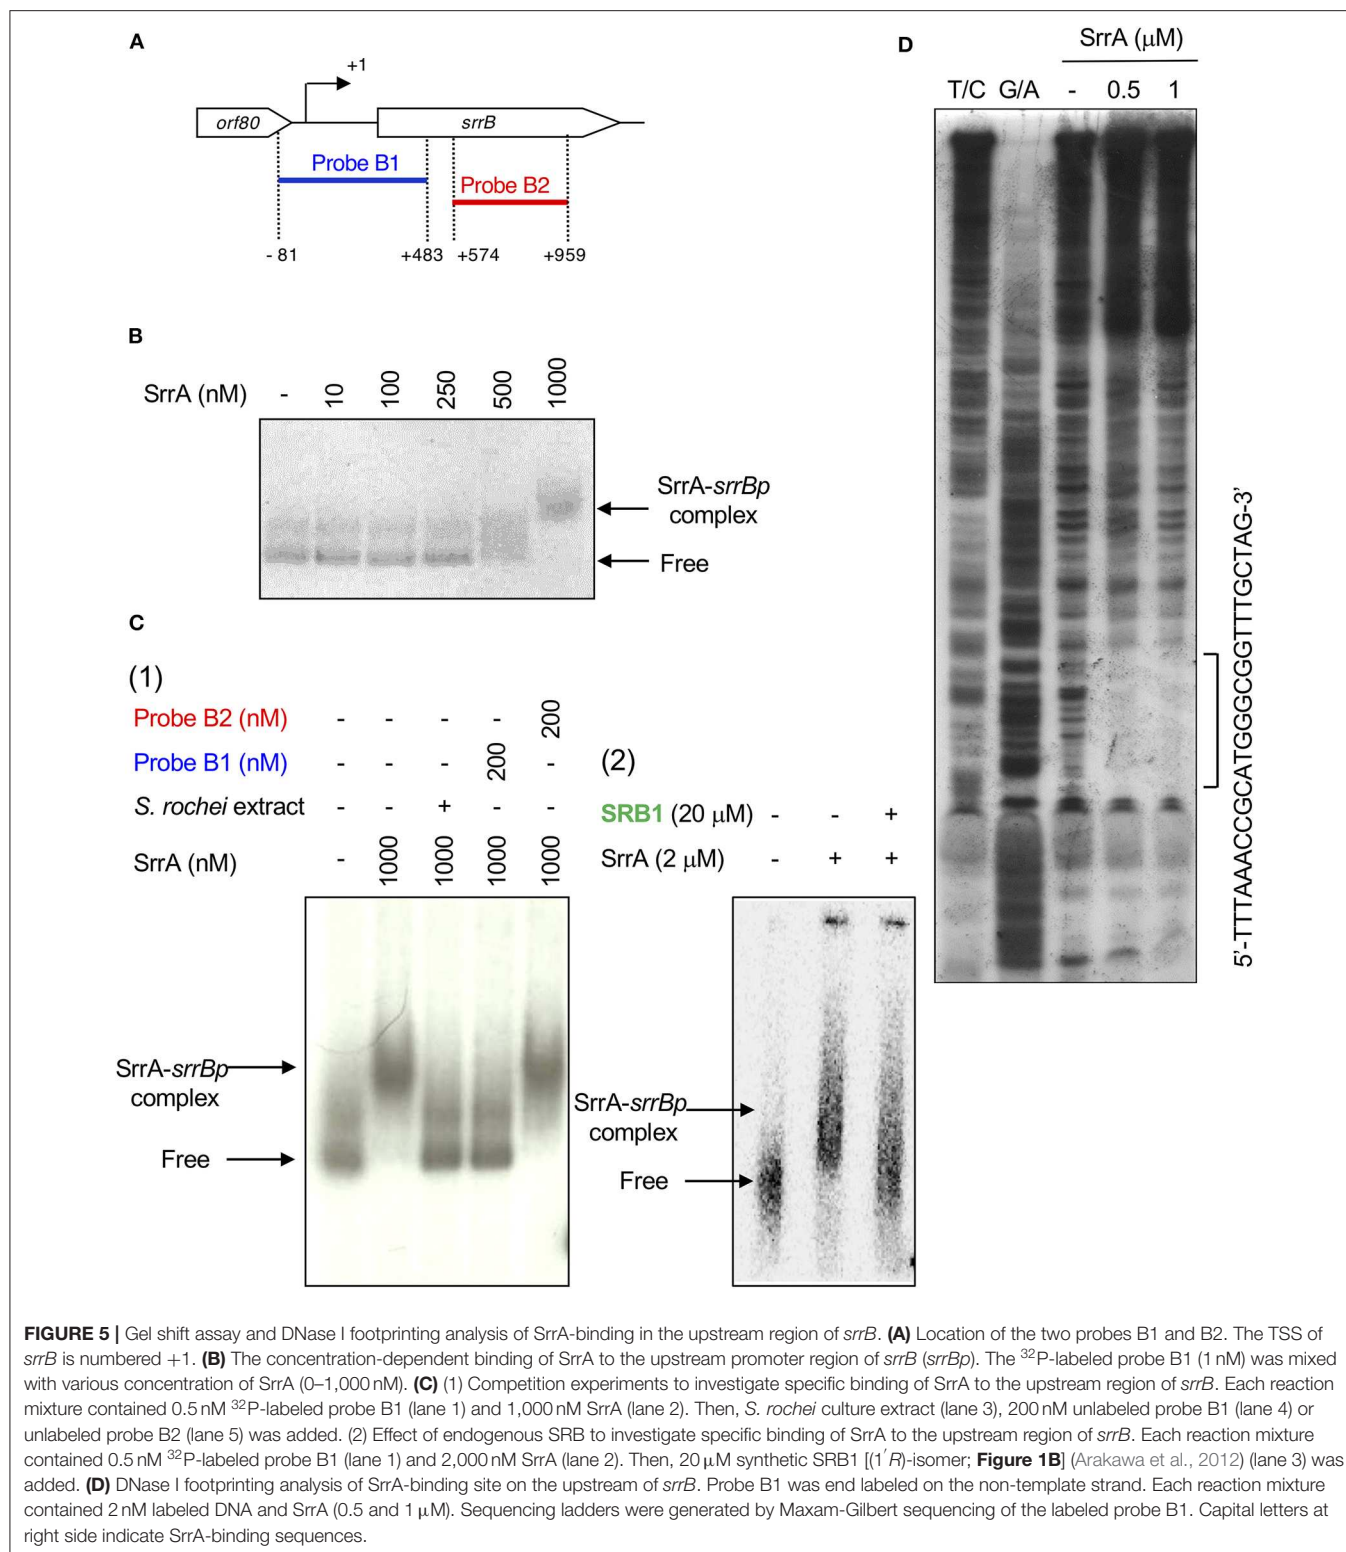 A
+1
orf80
srrB
Probe B1
Probe B2
- 81
+483
+574
+959
B
SrrA (nM)
-
10
100
250
500
1000
SrrA-srrBp
complex
Free
C
(1)
Probe B2 (nM)
- - - - 200
Probe B1 (nM)
- - - 200 -
S. rochei extract
- - + - -
SrrA (nM)
- 1000 1000 1000 1000
SrrA-srrBp
complex
Free
(2)
SRB1 (20 µM) - - +
SrrA (2 µM) - + +
SrrA-srrBp
complex
Free
D
SrrA (µM)
T/C G/A - 0.5 1
5'-TTTAAACCGCATGGGCGGTTTGCTAG-3'
FIGURE 5 | Gel shift assay and DNase I footprinting analysis of SrrA-binding in the upstream region of srrB. (A) Location of the two probes B1 and B2. The TSS of
srrB is numbered +1. (B) The concentration-dependent binding of SrrA to the upstream promoter region of srrB (srrBp). The 32P-labeled probe B1 (1 nM) was mixed
with various concentration of SrrA (0–1,000 nM). (C) (1) Competition experiments to investigate specific binding of SrrA to the upstream region of srrB. Each reaction
mixture contained 0.5 nM 32P-labeled probe B1 (lane 1) and 1,000 nM SrrA (lane 2). Then, S. rochei culture extract (lane 3), 200 nM unlabeled probe B1 (lane 4) or
unlabeled probe B2 (lane 5) was added. (2) Effect of endogenous SRB to investigate specific binding of SrrA to the upstream region of srrB. Each reaction mixture
contained 0.5 nM 32P-labeled probe B1 (lane 1) and 2,000 nM SrrA (lane 2). Then, 20 µM synthetic SRB1 [(1′R)-isomer; Figure 1B] (Arakawa et al., 2012) (lane 3) was
added. (D) DNase I footprinting analysis of SrrA-binding site on the upstream of srrB. Probe B1 was end labeled on the non-template strand. Each reaction mixture
contained 2 nM labeled DNA and SrrA (0.5 and 1 µM). Sequencing ladders were generated by Maxam-Gilbert sequencing of the labeled probe B1. Capital letters at
right side indicate SrrA-binding sequences.